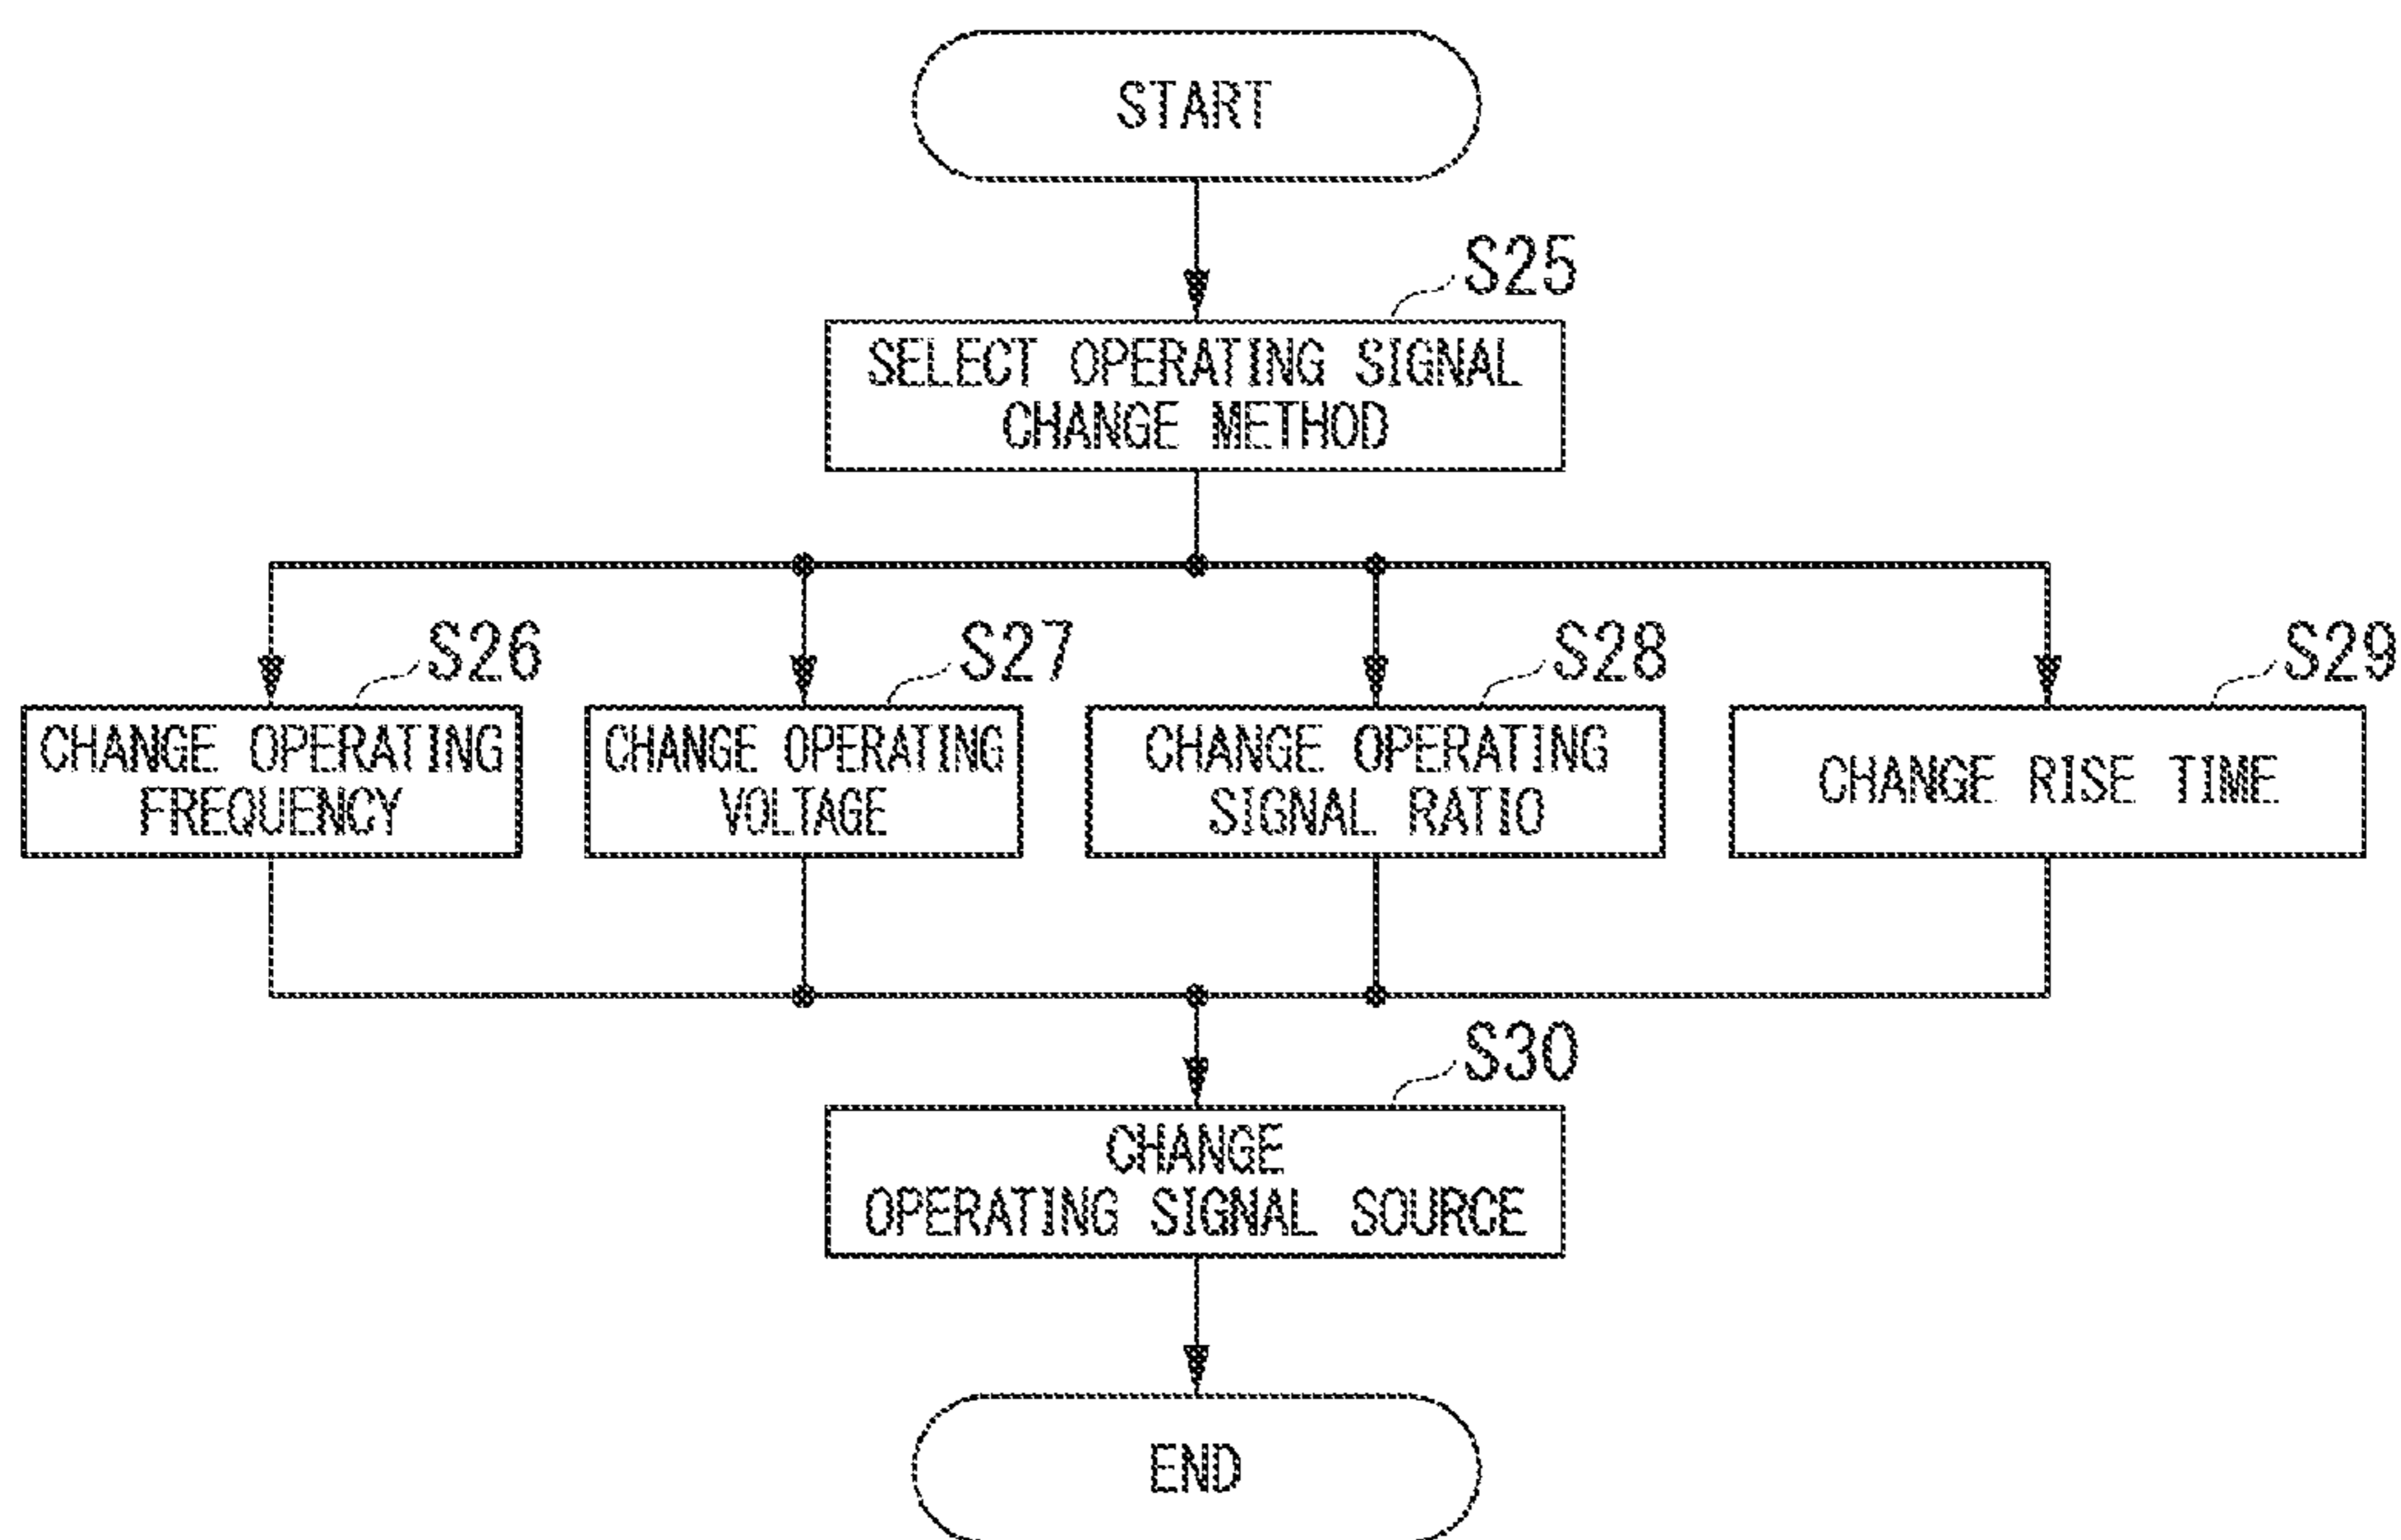 START
S25
SELECT OPERATING SIGNAL
CHANGE METHOD
S26
CHANGE OPERATING
FREQUENCY
S27
CHANGE OPERATING
VOLTAGE
S28
CHANGE OPERATING
SIGNAL RATIO
S29
CHANGE RISE TIME
S30
CHANGE
OPERATING SIGNAL SOURCE
END